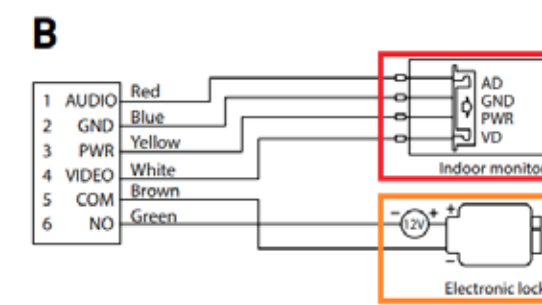 B
1 AUDIO Red
2 GND Blue
3 PWR Yellow
4 VIDEO White
5 COM Brown
6 NO Green
AD
GND
PWR
VD
Indoor monitor
- 12V + +
-
Electronic lock